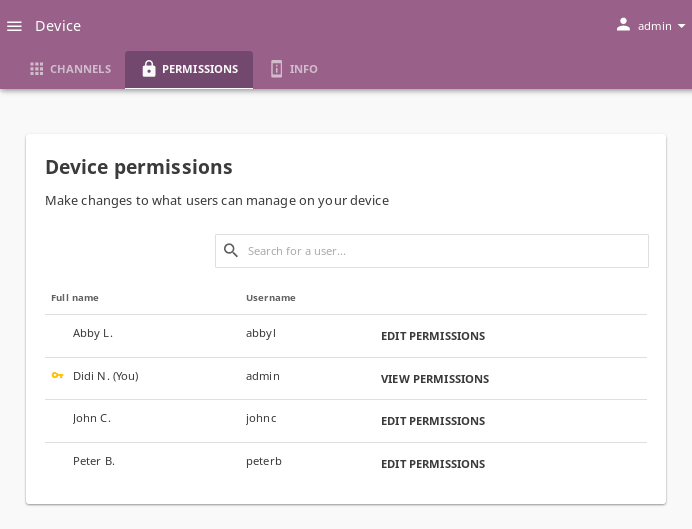 Device
admin
CHANNELS PERMISSIONS INFO
Device permissions
Make changes to what users can manage on your device
Search for a user...
Full name Username
Abby L. abbyl EDIT PERMISSIONS
Didi N. (You) admin VIEW PERMISSIONS
John C. johnc EDIT PERMISSIONS
Peter B. peterb EDIT PERMISSIONS